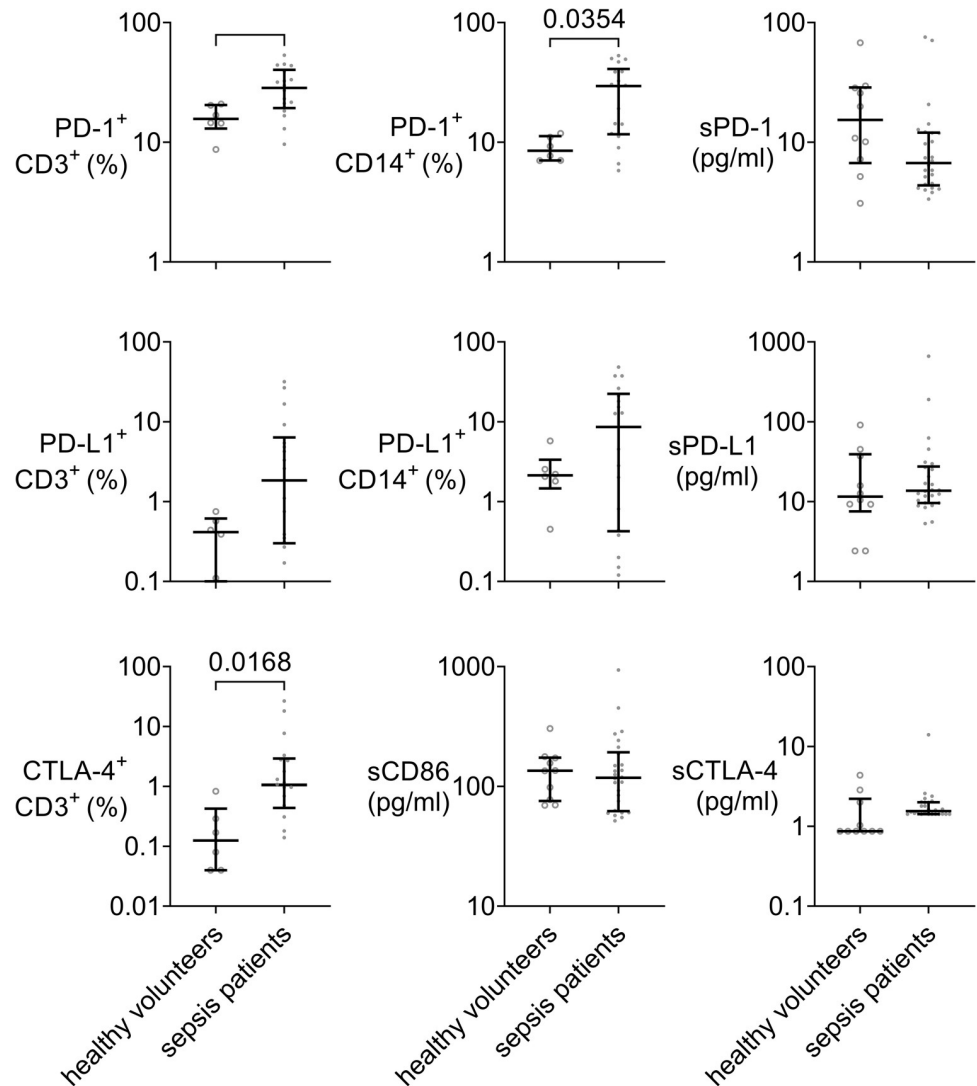 100
10
1
PD-1+
CD3+ (%)
0.0354
100
10
1
PD-1+
CD14+ (%)
100
10
1
sPD-1
(pg/ml)
100
10
1
0.1
PD-L1+
CD3+ (%)
100
10
1
0.1
PD-L1+
CD14+ (%)
1000
100
10
1
sPD-L1
(pg/ml)
0.0168
100
10
1
0.1
0.01
CTLA-4+
CD3+ (%)
1000
100
10
sCD86
(pg/ml)
100
10
1
0.1
sCTLA-4
(pg/ml)
healthy volunteers
sepsis patients
healthy volunteers
sepsis patients
healthy volunteers
sepsis patients